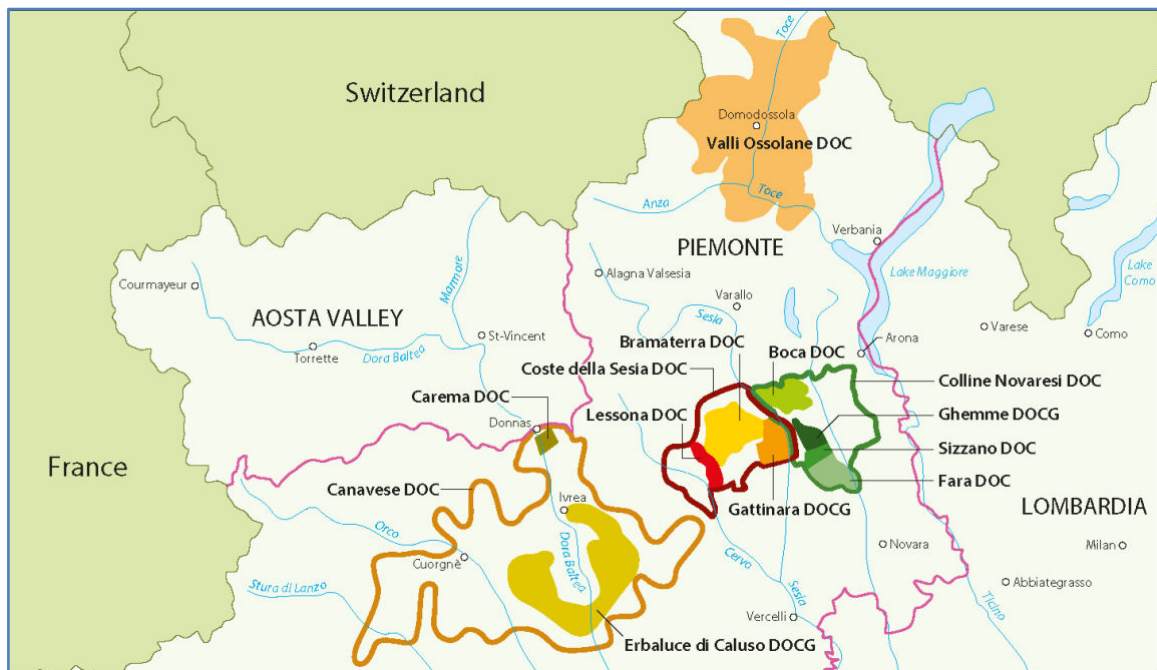 Toce
Switzerland
Domodossola
Valli Ossolane DOC
Anza
Toce
Verbania
PIEMONTE
Marmore
Alagna Valsesia
Lake Maggiore
Lake
Como
Courmayeur
Varallo
AOSTA VALLEY
Sesia
St-Vincent
Varese
Como
Torrette
Dora Baltea
Bramaterra DOC
Boca DOC
Arona
Coste della Sesia DOC
Colline Novaresi DOC
Carema DOC
Lessona DOC
Ghemme DOCG
Donnas
Sizzano DOC
France
Canavese DOC
Fara DOC
Ivrea
Gattinara DOCG
LOMBARDIA
Orco
Novara
Milan
Dora Baltea
Cervo
Cuorgnè
Stura di Lanzo
Sesia
Abbiategrasso
Ticino
Vercelli
Erbaluce di Caluso DOCG